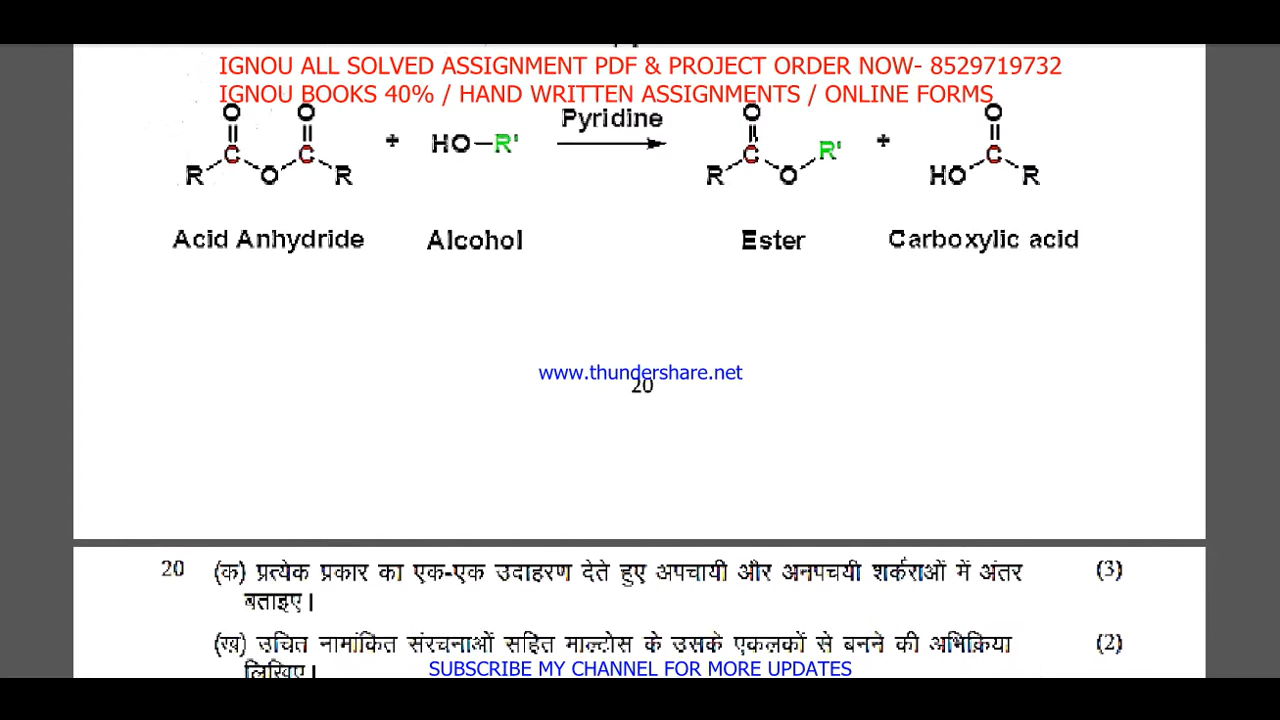 IGNOU ALL SOLVED ASSIGNMENT PDF & PROJECT ORDER NOW- 8529719732
IGNOU BOOKS 40% / HAND WRITTEN ASSIGNMENTS / ONLINE FORMS
O O Pyridine O O
C C + HO–R' C R' + C
R O R R O HO R
Acid Anhydride Alcohol Ester Carboxylic acid
www.thundershare.net
20
20 (क) प्रत्येक प्रकार का एक-एक उदाहरण देते हुए अपचायी और अनपचयी शर्कराओं में अंतर (3)
बताइए।
(ख) उचित नामांकित संरचनाओं सहित माल्टोस के उसके एकलकों से बनने की अभिक्रिया (2)
लिखिए।
SUBSCRIBE MY CHANNEL FOR MORE UPDATES